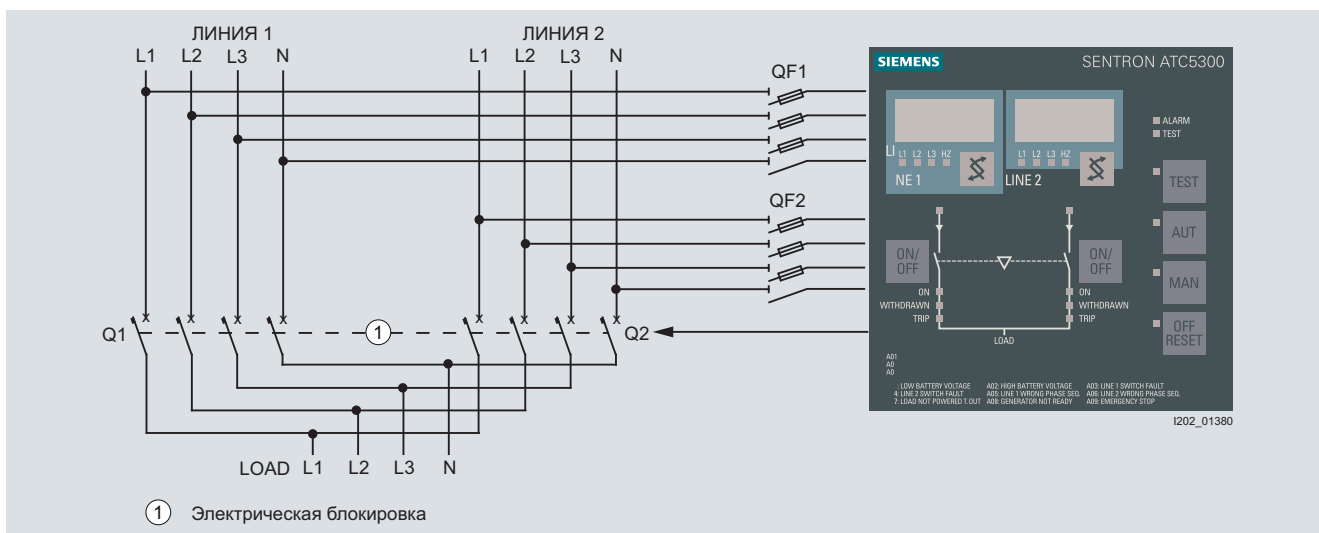 ЛИНИЯ 1
L1 L2 L3 N
ЛИНИЯ 2
L1 L2 L3 N
QF1
QF2
Q1
1
Q2
LOAD L1 L2 L3 N
1 Электрическая блокировка
SIEMENS
SENTRON ATC5300
ALARM
TEST
LI
L1 L2 L3 HZ
NE 1
L1 L2 L3 HZ
LINE 2
TEST
AUT
MAN
OFF
RESET
ON/
OFF
ON/
OFF
ON
WITHDRAWN
TRIP
ON
WITHDRAWN
TRIP
LOAD
A01
A0
A0
: LOW BATTERY VOLTAGE A02: HIGH BATTERY VOLTAGE A03: LINE 1 SWITCH FAULT
4: LINE 2 SWITCH FAULT A05: LINE 1 WRONG PHASE SEQ. A06: LINE 2 WRONG PHASE SEQ.
7: LOAD NOT POWERED T.OUT A08: GENERATOR NOT READY A09: EMERGENCY STOP
I202_01380